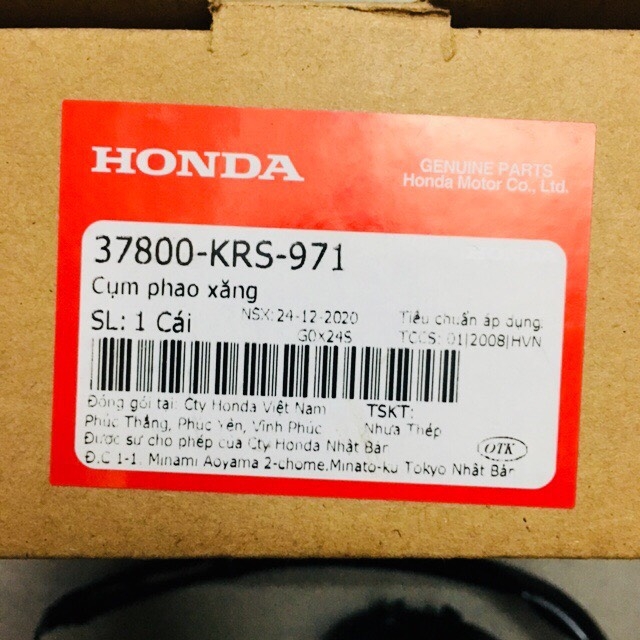 HONDA
GENUINE PARTS
Honda Motor Co., Ltd.
37800-KRS-971
Cụm phao xăng
SL: 1 Cái
NSX: 24-12-2020
G0X24S
Tiêu chuẩn áp dụng:
TCCS: 01|2008|HVN
Đóng gói tại: Cty Honda Việt Nam
Phúc Thắng, Phúc Yên, Vĩnh Phúc
Được sự cho phép của Cty Honda Nhật Bản
Đ.C 1-1, Minami Aoyama 2-chome,Minato-ku Tokyo Nhật Bản
TSKT:
Nhựa Thép
OTK